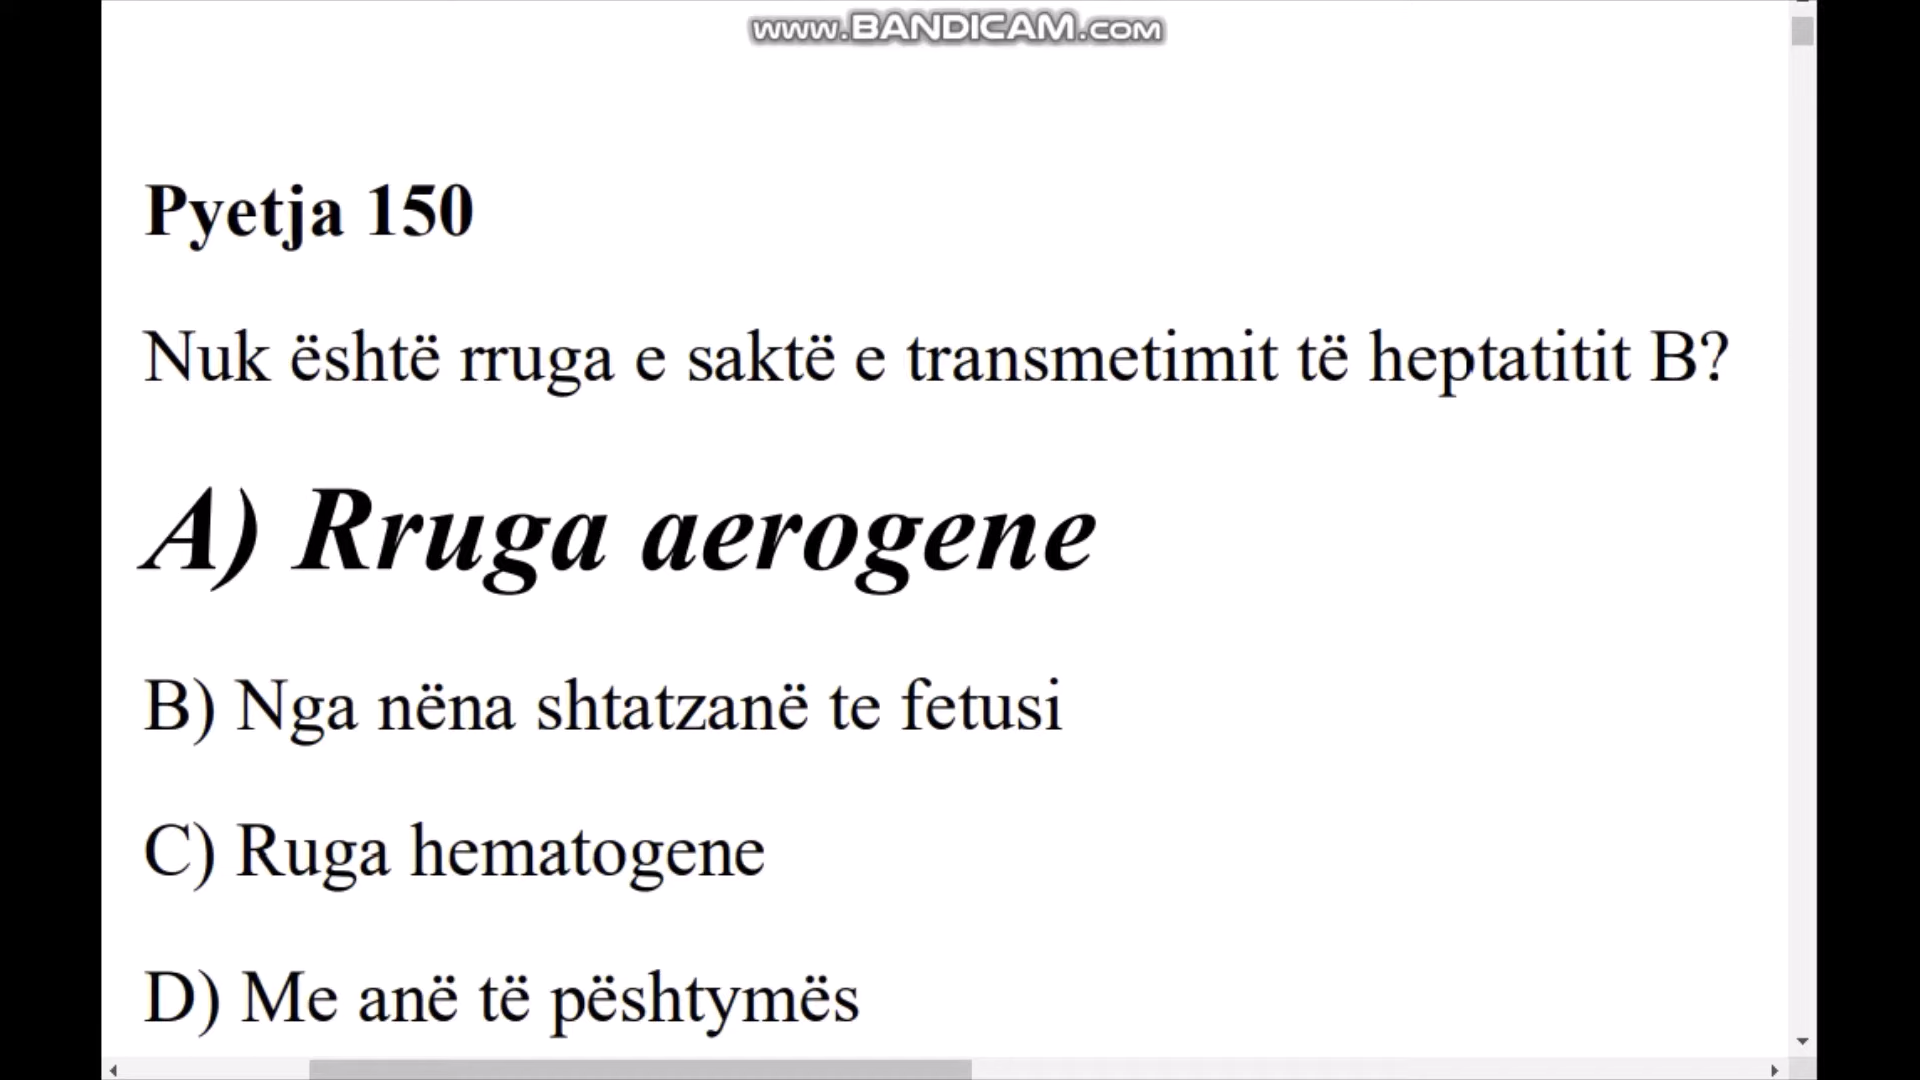 www.BANDICAM.com
Pyetja 150
Nuk është rruga e saktë e transmetimit të heptatitit B?
A) Rruga aerogene
B) Nga nëna shtatzanë te fetusi
C) Ruga hematogene
D) Me anë të pështymës